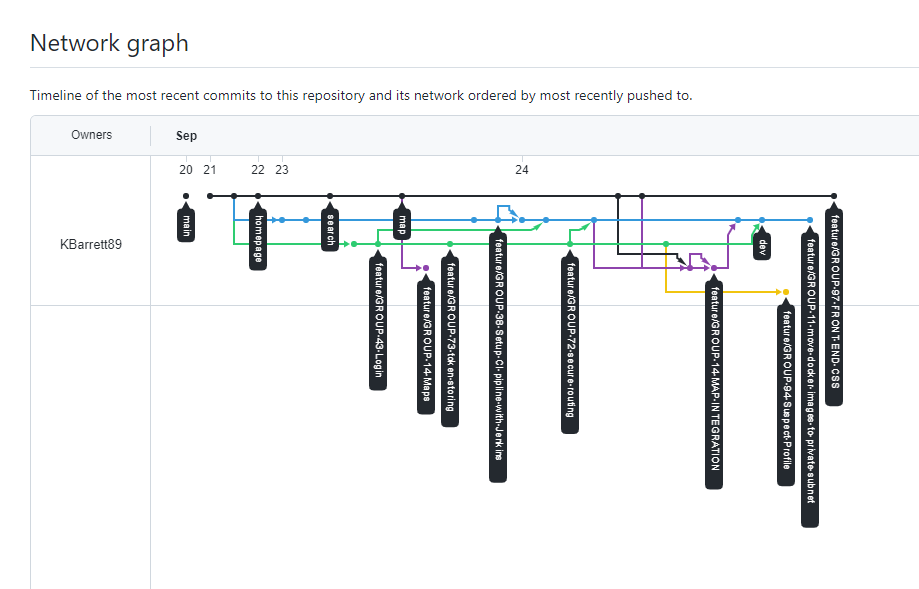 Network graph
Timeline of the most recent commits to this repository and its network ordered by most recently pushed to.
Owners
Sep
20 21 22 23 24
KBarrett89
main
homepage
search
feature/GROUP-43-Login
map
feature/GROUP-14-Maps
feature/GROUP-73-token-storing
feature/GROUP-38-Setup-CI-pipline-with-Jenkins
feature/GROUP-72-secure-routing
feature/GROUP-14-MAP-INTEGRATION
dev
feature/GROUP-94-Suspect-Profile
feature/GROUP-11-move-docker-images-to-private-subnet
feature/GROUP-97-FRONT-END-CSS